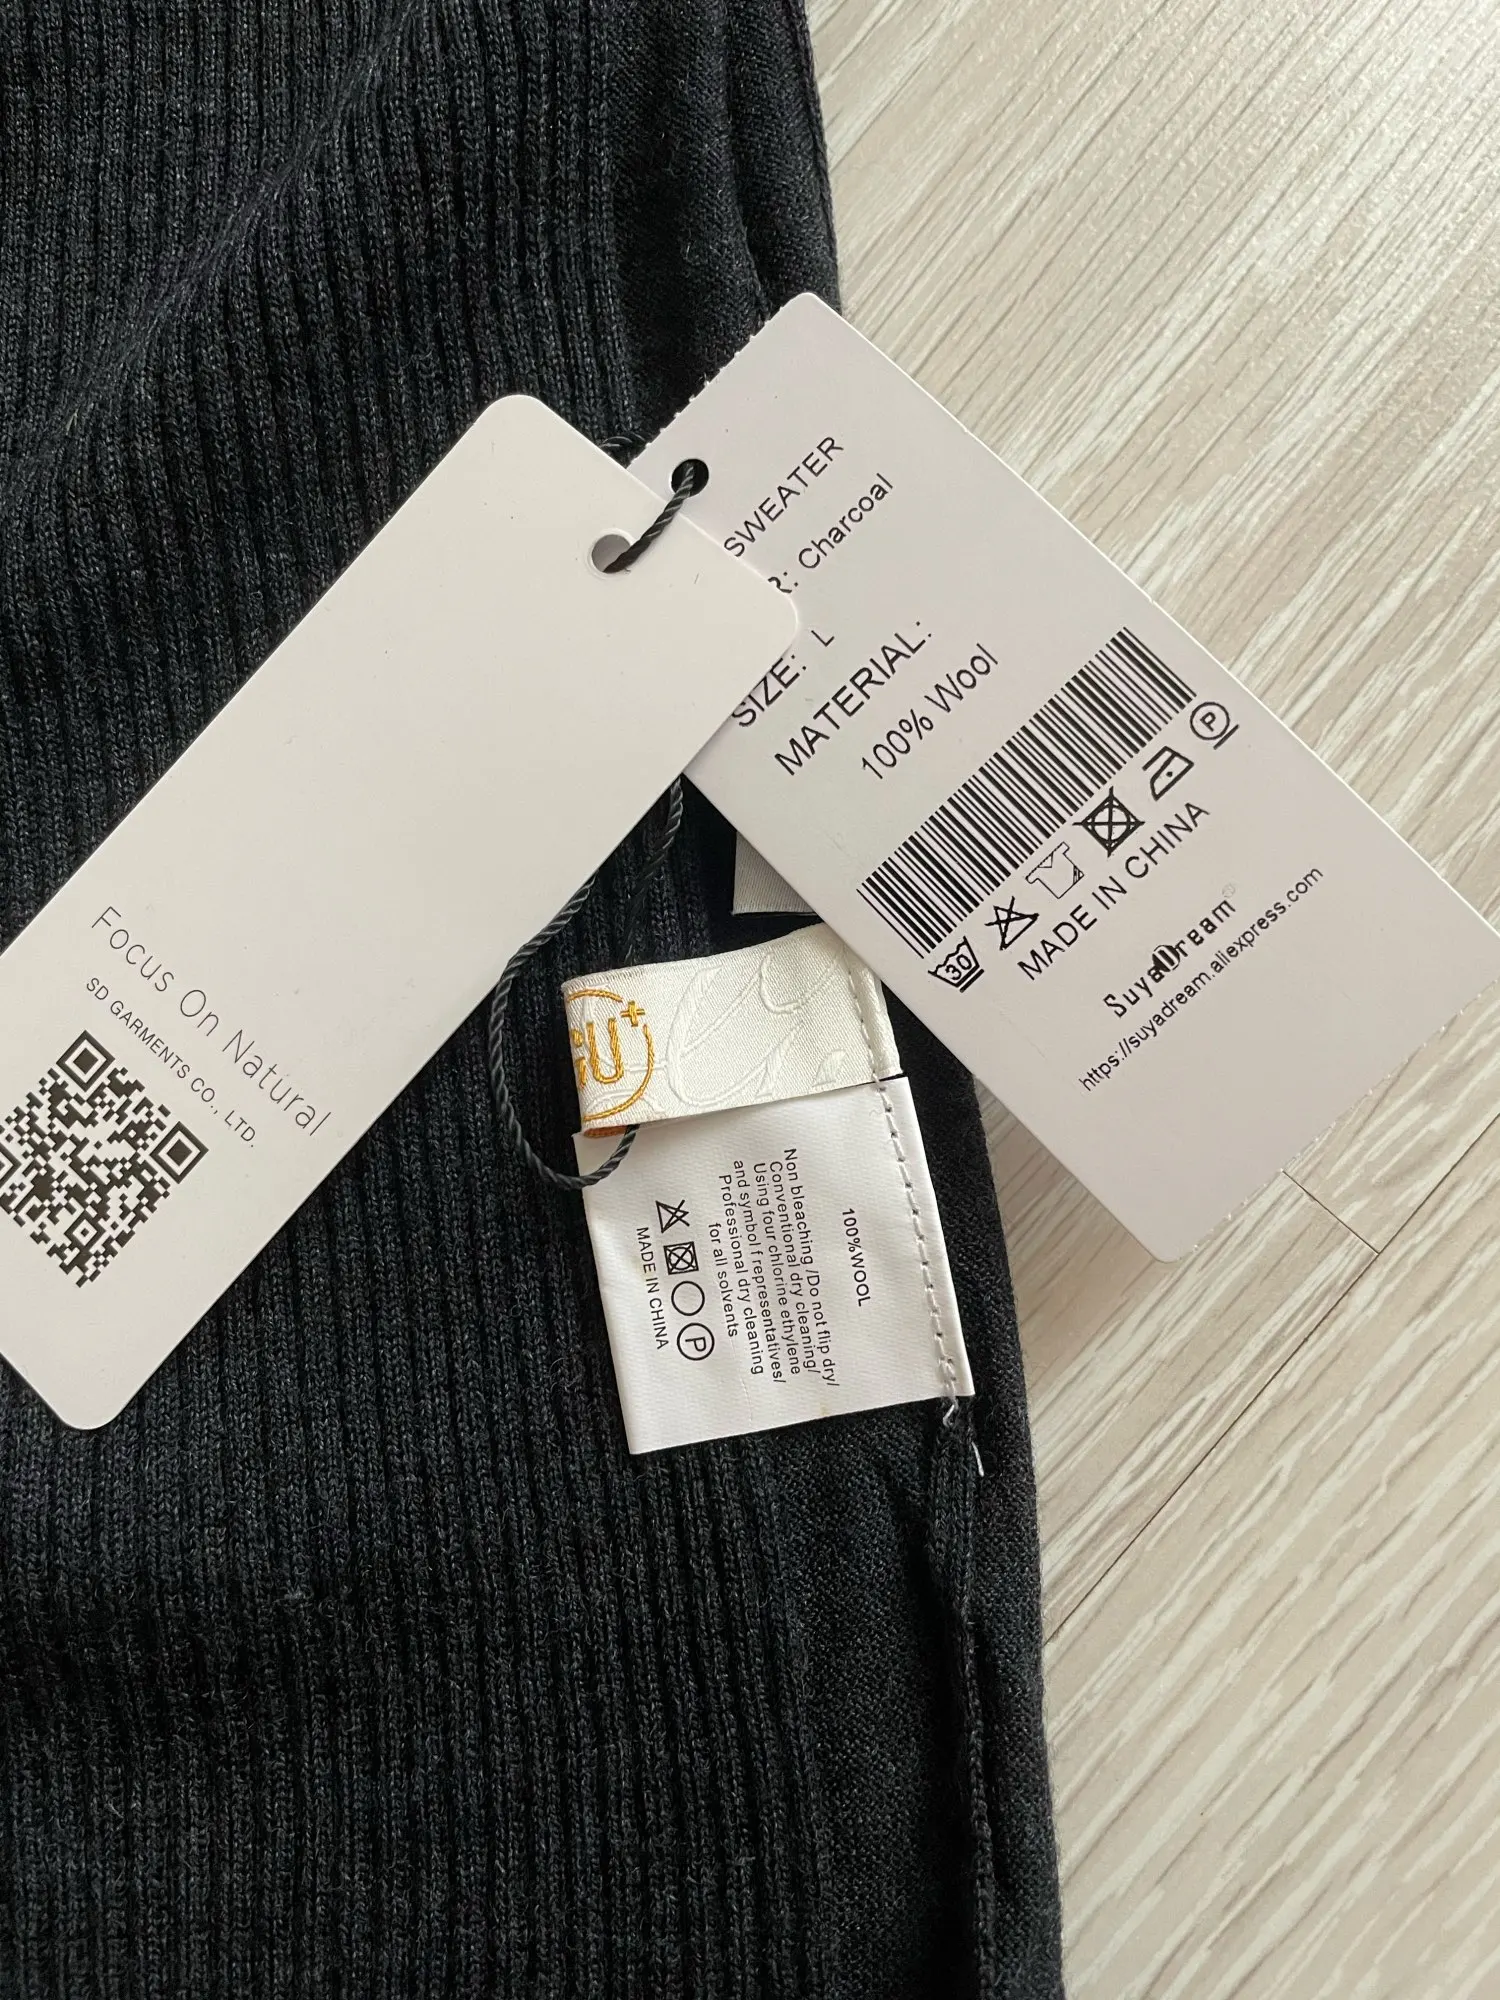 SWEATER
R: Charcoal
SIZE: L
MATERIAL:
100% Wool
30
P
MADE IN CHINA
SuyaDream
https://suyadream.aliexpress.com
Focus On Natural
SD GARMENTS CO., LTD.
GU+
100%WOOL
Non bleaching /Do not flip dry/
Conventional dry cleaning/
Using four chlorine ethylene
and symbol f representatives/
Professional dry cleaning
for all solvents
P
MADE IN CHINA